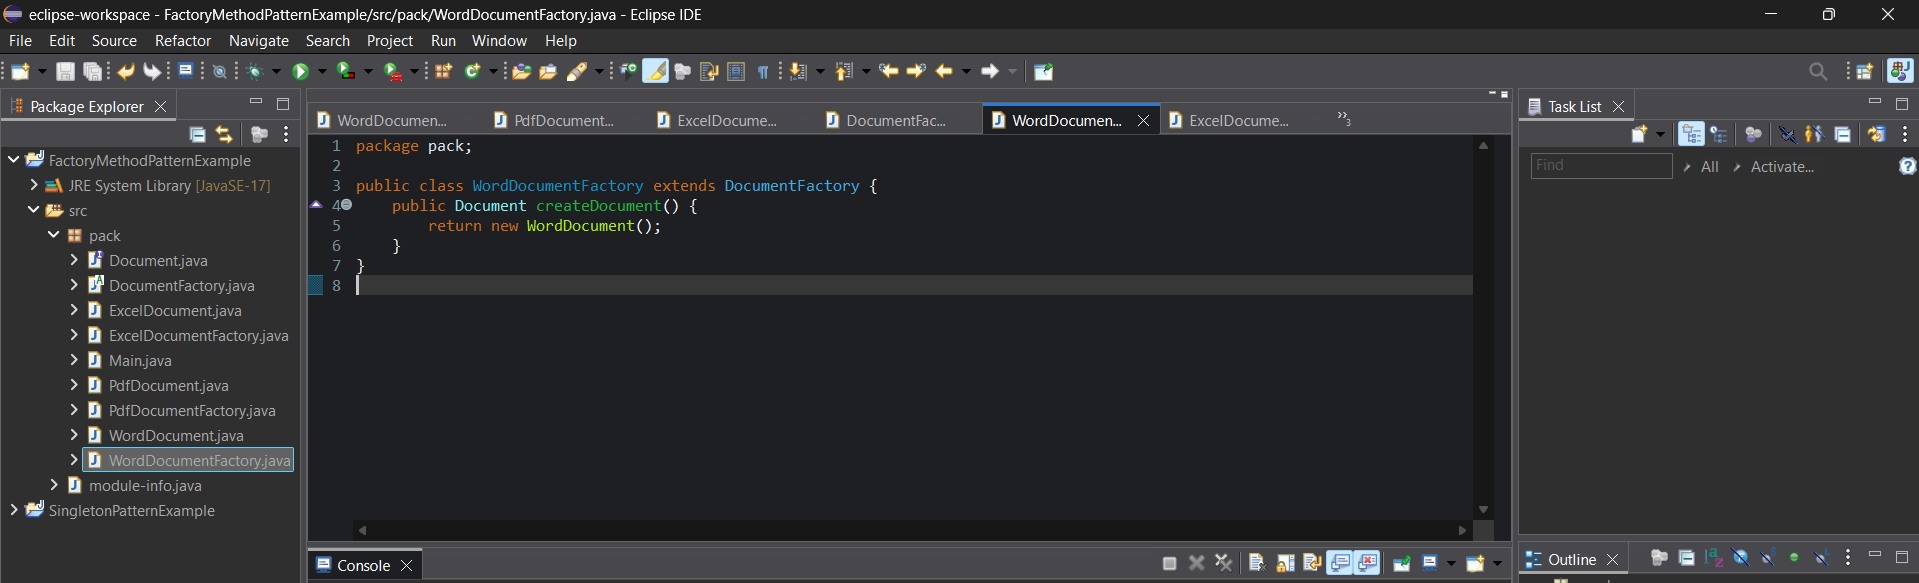 eclipse-workspace - FactoryMethodPatternExample/src/pack/WordDocumentFactory.java - Eclipse IDE
File Edit Source Refactor Navigate Search Project Run Window Help
Package Explorer
FactoryMethodPatternExample
JRE System Library [JavaSE-17]
src
pack
Document.java
DocumentFactory.java
ExcelDocument.java
ExcelDocumentFactory.java
Main.java
PdfDocument.java
PdfDocumentFactory.java
WordDocument.java
WordDocumentFactory.java
module-info.java
SingletonPatternExample
WordDocumen... PdfDocument... ExcelDocume... DocumentFac... WordDocumen... ExcelDocume... »3
1 package pack;
2
3 public class WordDocumentFactory extends DocumentFactory {
4 public Document createDocument() {
5 return new WordDocument();
6 }
7 }
8
Console
Task List
Find All Activate...
Outline